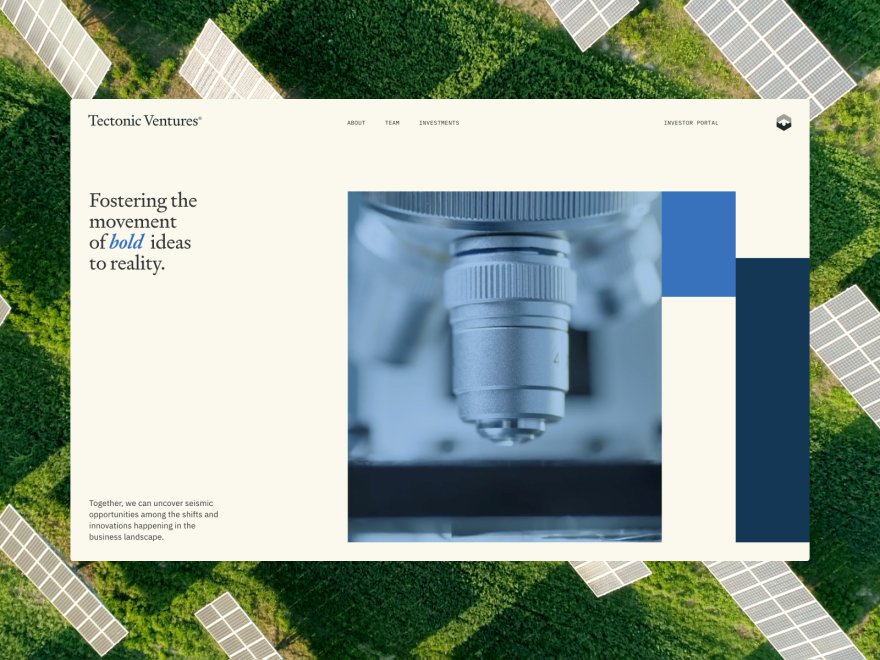 Tectonic Ventures®
ABOUT
TEAM
INVESTMENTS
INVESTOR PORTAL
Fostering the
movement
of bold ideas
to reality.
4
Together, we can uncover seismic
opportunities among the shifts and
innovations happening in the
business landscape.